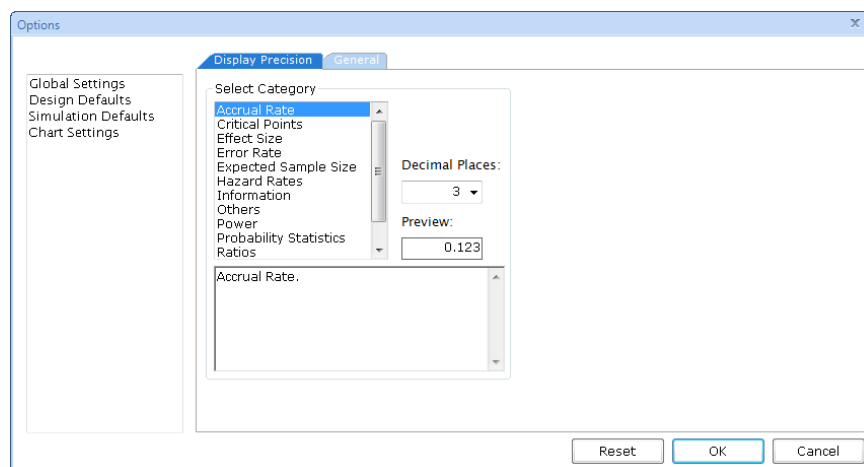 Options
Display Precision
General
Global Settings
Design Defaults
Simulation Defaults
Chart Settings
Select Category
Accrual Rate
Critical Points
Effect Size
Error Rate
Expected Sample Size
Hazard Rates
Information
Others
Power
Probability Statistics
Ratios
Decimal Places:
3
Preview:
0.123
Accrual Rate.
Reset
OK
Cancel